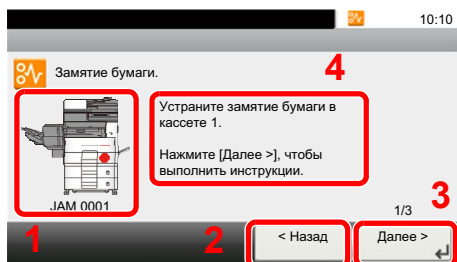 10:10
Замятие бумаги.
4
Устраните замятие бумаги в
кассете 1.
Нажмите [Далее >], чтобы
выполнить инструкции.
JAM 0001
1/3
3
1
2
< Назад
Далее >